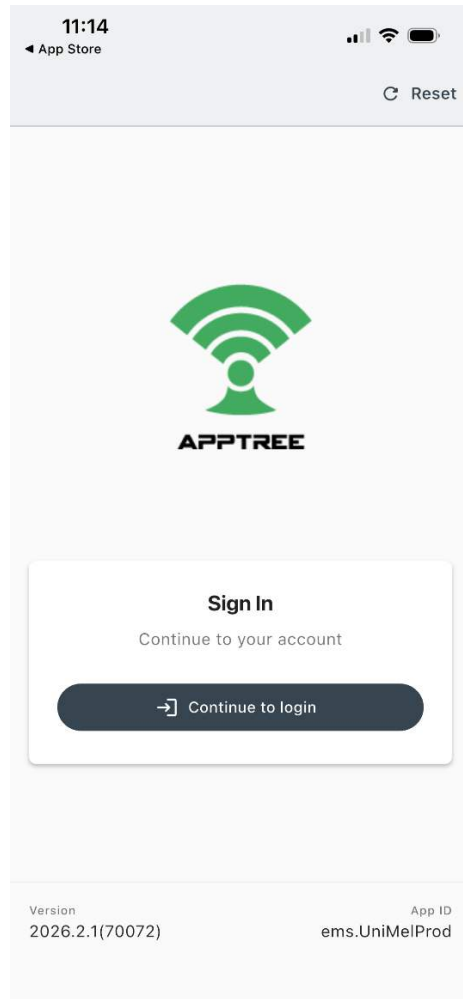 11:14
◀ App Store
Reset
APPTREE
Sign In
Continue to your account
Continue to login
Version
App ID
2026.2.1(70072)
ems.UniMelProd